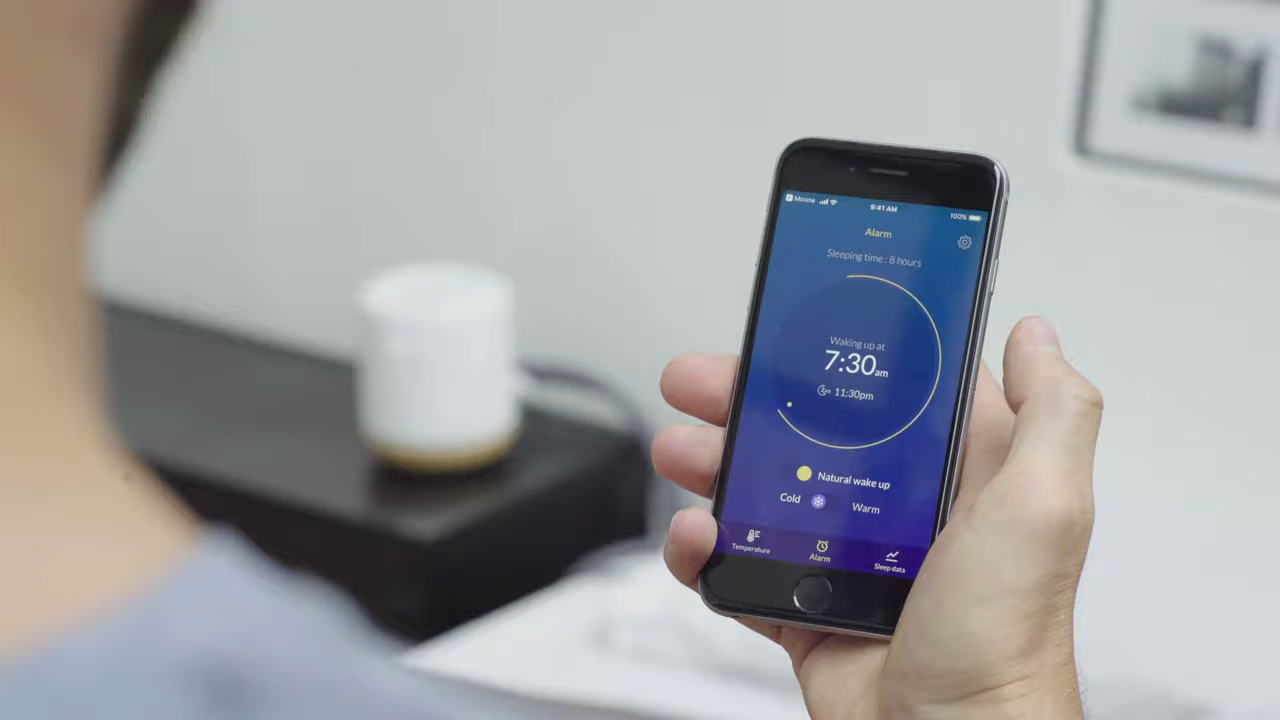 Moona
9:41 AM
100%
Alarm
Sleeping time : 8 hours
Waking up at
7:30am
11:30pm
Natural wake up
Cold
Warm
Temperature
Alarm
Sleep data